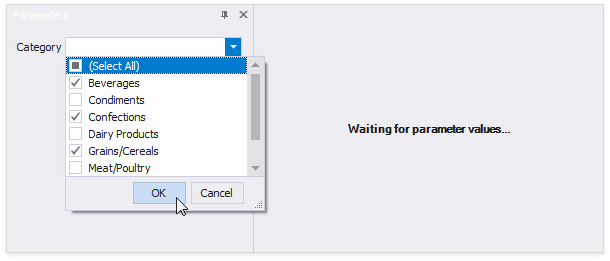 Parameters
Category
(Select All)
Beverages
Condiments
Confections
Dairy Products
Grains/Cereals
Meat/Poultry
OK
Cancel
Waiting for parameter values...